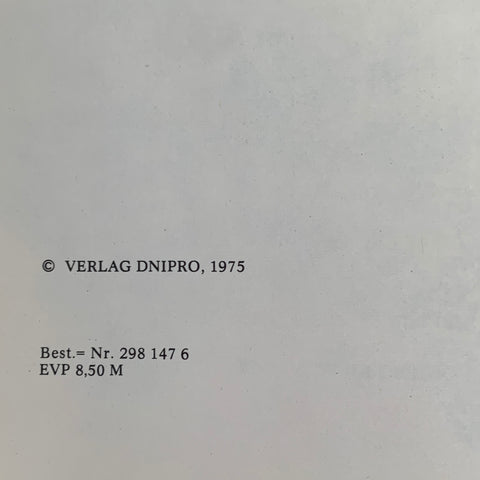 © VERLAG DNIPRO, 1975
Best.= Nr. 298 147 6
EVP 8,50 M